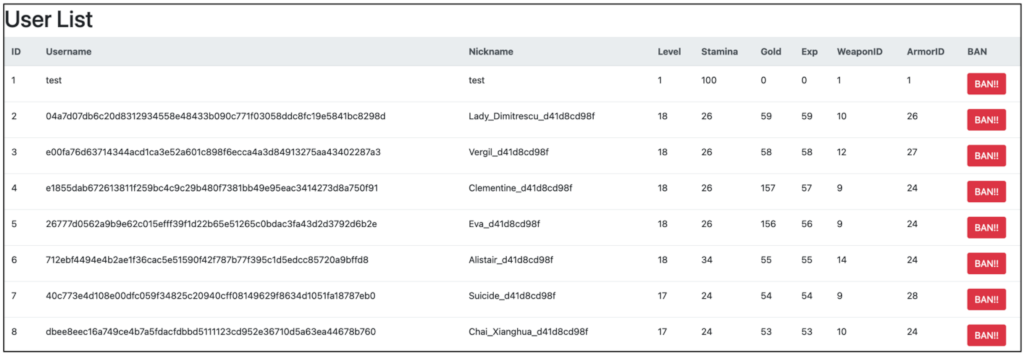 User List
ID Username Nickname Level Stamina Gold Exp WeaponID ArmorID BAN
1 test test 1 100 0 0 1 1 BAN!!
2 04a7d07db6c20d8312934558e48433b090c771f03058ddc8fc19e5841bc8298d Lady_Dimitrescu_d41d8cd98f 18 26 59 59 10 26 BAN!!
3 e00fa76d63714344acd1ca3e52a601c898f6ecca4a3d84913275aa43402287a3 Vergil_d41d8cd98f 18 26 58 58 12 27 BAN!!
4 e1855dab672613811f259bc4c9c29b480f7381bb49e95eac3414273d8a750f91 Clementine_d41d8cd98f 18 26 157 57 9 24 BAN!!
5 26777d0562a9b9e62c015efff39f1d22b65e51265c0bdac3fa43d2d3792d6b2e Eva_d41d8cd98f 18 26 156 56 9 24 BAN!!
6 712ebf4494e4b2ae1f36cac5e51590f42f787b77f395c1d5edcc85720a9bffd8 Alistair_d41d8cd98f 18 34 55 55 14 24 BAN!!
7 40c773e4d108e00dfc059f34825c20940cff08149629f8634d1051fa18787eb0 Suicide_d41d8cd98f 17 24 54 54 9 28 BAN!!
8 dbee8eec16a749ce4b7a5fdacfdbbd5111123cd952e36710d5a63ea44678b760 Chai_Xianghua_d41d8cd98f 17 24 53 53 10 24 BAN!!